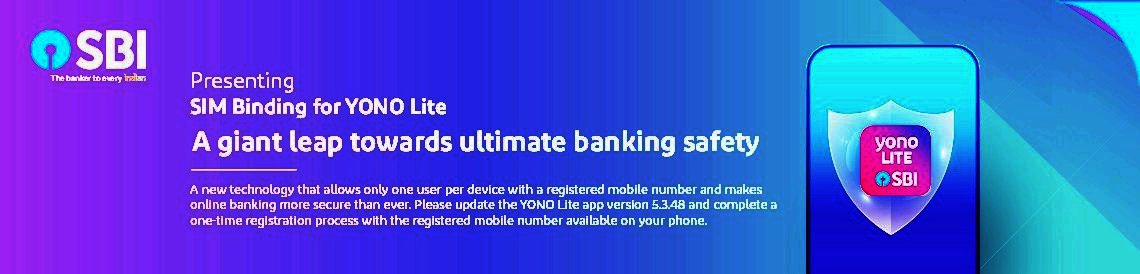 SBI
The banker to every Indian
Presenting
SIM Binding for YONO Lite
A giant leap towards ultimate banking safety
A new technology that allows only one user per device with a registered mobile number and makes
online banking more secure than ever. Please update the YONO Lite app version 5.3.48 and complete a
one-time registration process with the registered mobile number available on your phone.
yono
LITE
SBI